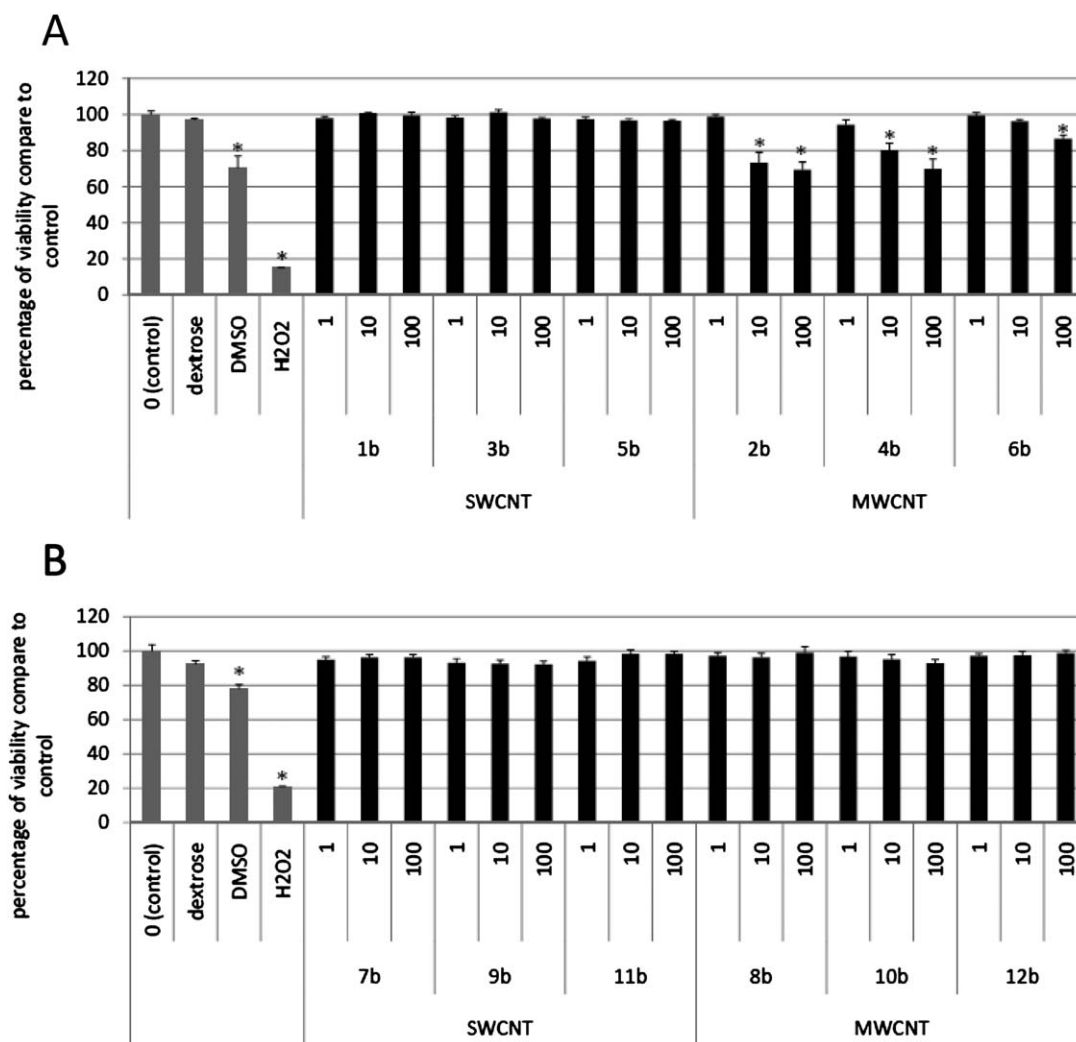 A
percentage of viability compare to
control
120
100
80
60
40
20
0
* * * * * * *
0 (control) dextrose DMSO H2O2 1 10 100 1 10 100 1 10 100 1 10 100 1 10 100 1 10 100
1b 3b 5b 2b 4b 6b
SWCNT MWCNT
B
percentage of viability compare to
control
120
100
80
60
40
20
0
* *
0 (control) dextrose DMSO H2O2 1 10 100 1 10 100 1 10 100 1 10 100 1 10 100 1 10 100
7b 9b 11b 8b 10b 12b
SWCNT MWCNT